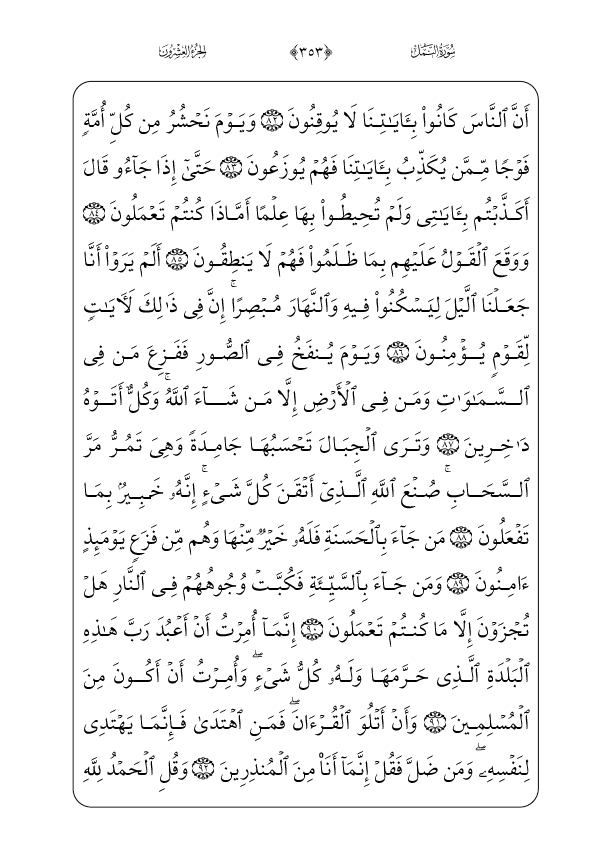 سُورَةُ النَّمْلِ ﴿٣٥٣﴾ الجُزْءُ العِشْرُونَ
أَنَّ ٱلنَّاسَ كَانُوا۟ بِـَٔايَـٰتِنَا لَا يُوقِنُونَ ٨٢ وَيَوْمَ نَحْشُرُ مِن كُلِّ أُمَّةٍ
فَوْجًا مِّمَّن يُكَذِّبُ بِـَٔايَـٰتِنَا فَهُمْ يُوزَعُونَ ٨٣ حَتَّىٰٓ إِذَا جَآءُو قَالَ
أَكَذَّبْتُم بِـَٔايَـٰتِى وَلَمْ تُحِيطُوا۟ بِهَا عِلْمًا أَمَّاذَا كُنتُمْ تَعْمَلُونَ ٨٤
وَوَقَعَ ٱلْقَوْلُ عَلَيْهِم بِمَا ظَلَمُوا۟ فَهُمْ لَا يَنطِقُونَ ٨٥ أَلَمْ يَرَوْا۟ أَنَّا
جَعَلْنَا ٱلَّيْلَ لِيَسْكُنُوا۟ فِيهِ وَٱلنَّهَارَ مُبْصِرًا ۚ إِنَّ فِى ذَٰلِكَ لَـَٔايَـٰتٍ
لِّقَوْمٍ يُؤْمِنُونَ ٨٦ وَيَوْمَ يُنفَخُ فِى ٱلصُّورِ فَفَزِعَ مَن فِى
ٱلسَّمَـٰوَٰتِ وَمَن فِى ٱلْأَرْضِ إِلَّا مَن شَآءَ ٱللَّهُ ۚ وَكُلٌّ أَتَوْهُ
دَٰخِرِينَ ٨٧ وَتَرَى ٱلْجِبَالَ تَحْسَبُهَا جَامِدَةً وَهِىَ تَمُرُّ مَرَّ
ٱلسَّحَابِ ۚ صُنْعَ ٱللَّهِ ٱلَّذِىٓ أَتْقَنَ كُلَّ شَىْءٍ ۚ إِنَّهُۥ خَبِيرٌۢ بِمَا
تَفْعَلُونَ ٨٨ مَن جَآءَ بِٱلْحَسَنَةِ فَلَهُۥ خَيْرٌ مِّنْهَا وَهُم مِّن فَزَعٍ يَوْمَئِذٍ
ءَامِنُونَ ٨٩ وَمَن جَآءَ بِٱلسَّيِّئَةِ فَكُبَّتْ وُجُوهُهُمْ فِى ٱلنَّارِ هَلْ
تُجْزَوْنَ إِلَّا مَا كُنتُمْ تَعْمَلُونَ ٩٠ إِنَّمَآ أُمِرْتُ أَنْ أَعْبُدَ رَبَّ هَـٰذِهِ
ٱلْبَلْدَةِ ٱلَّذِى حَرَّمَهَا وَلَهُۥ كُلُّ شَىْءٍ ۖ وَأُمِرْتُ أَنْ أَكُونَ مِنَ
ٱلْمُسْلِمِينَ ٩١ وَأَنْ أَتْلُوَ ٱلْقُرْءَانَ ۖ فَمَنِ ٱهْتَدَىٰ فَإِنَّمَا يَهْتَدِى
لِنَفْسِهِۦ ۖ وَمَن ضَلَّ فَقُلْ إِنَّمَآ أَنَا۠ مِنَ ٱلْمُنذِرِينَ ٩٢ وَقُلِ ٱلْحَمْدُ لِلَّهِ